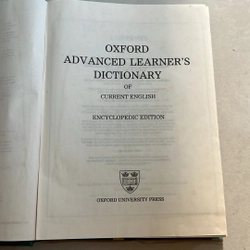 OXFORD
ADVANCED LEARNER'S
DICTIONARY
OF
CURRENT ENGLISH
ENCYCLOPEDIC EDITION
OXFORD UNIVERSITY PRESS